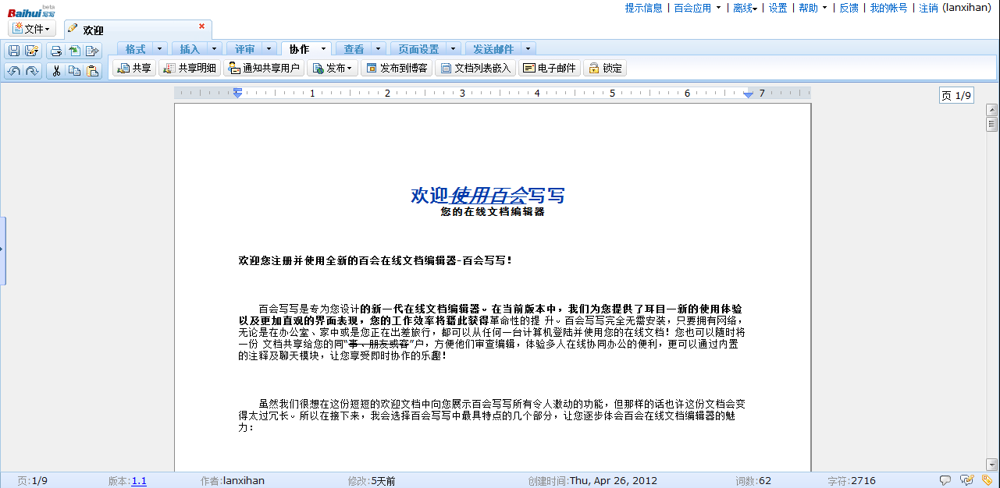 Baihui beta 写写
提示信息 | 百会应用 | 离线 | 设置 | 帮助 | 反馈 | 我的帐号 | 注销 (lanxihan)
文件 欢迎
格式 插入 评审 协作 查看 页面设置 发送邮件
共享 共享明细 通知共享用户 发布 发布到博客 文档列表嵌入 电子邮件 锁定
1 2 3 4 5 6 7
页 1/9
欢迎使用百会写写
您的在线文档编辑器
欢迎您注册并使用全新的百会在线文档编辑器-百会写写！
百会写写是专为您设计的新一代在线文档编辑器。在当前版本中，我们为您提供了耳目一新的使用体验
以及更加直观的界面表现，您的工作效率将籍此获得革命性的提 升。百会写写完全无需安装，只要拥有网络，
无论是在办公室、家中或是您正在出差旅行，都可以从任何一台计算机登陆并使用您的在线文档！您也可以随时将
一份 文档共享给您的同“事、朋友或客”户，方便他们审查编辑，体验多人在线协同办公的便利，更可以通过内置
的注释及聊天模块，让您享受即时协作的乐趣！
虽然我们很想在这份短短的欢迎文档中向您展示百会写写所有令人激动的功能，但那样的话也许这份文档会变
得太过冗长。所以在接下来，我会选择百会写写中最具特点的几个部分，让您逐步体会百会在线文档编辑器的魅
力：
页:1/9 版本:1.1 作者:lanxihan 修改:5天前 创建时间:Thu, Apr 26, 2012 词数:62 字符:2716